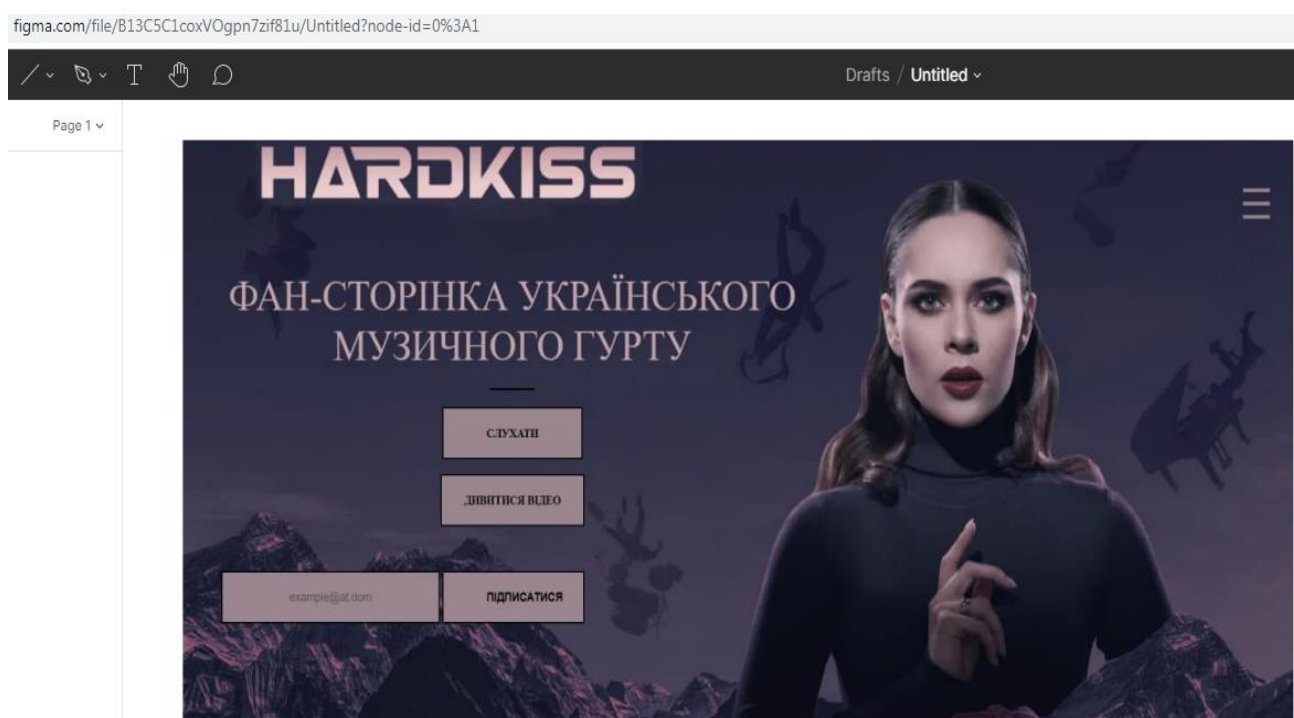 figma.com/file/B13C5C1coxVOgpn7zif81u/Untitled?node-id=0%3A1
Drafts / Untitled
Page 1
HARDKISS
ФАН-СТОРІНКА УКРАЇНСЬКОГО
МУЗИЧНОГО ГУРТУ
СЛУХАТИ
ДИВИТИСЯ ВІДЕО
example@at.dom ПІДПИСАТИСЯ